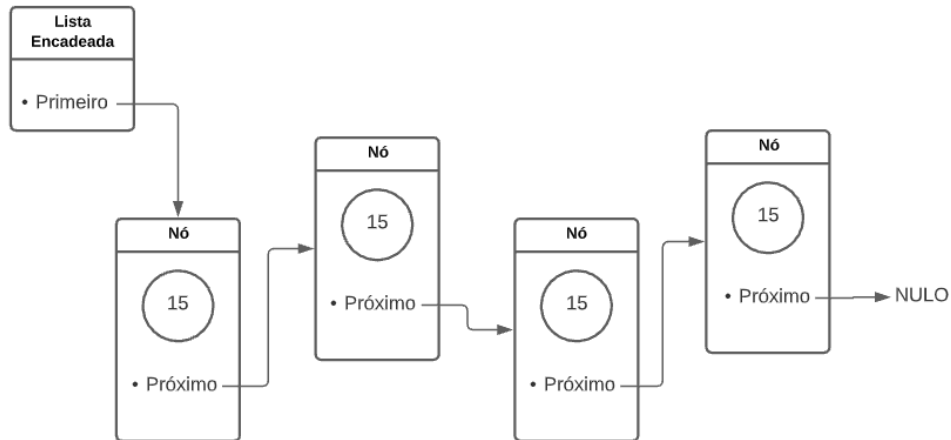 Lista
Encadeada
• Primeiro
Nó
15
• Próximo
Nó
15
• Próximo
Nó
15
• Próximo
Nó
15
• Próximo
NULO